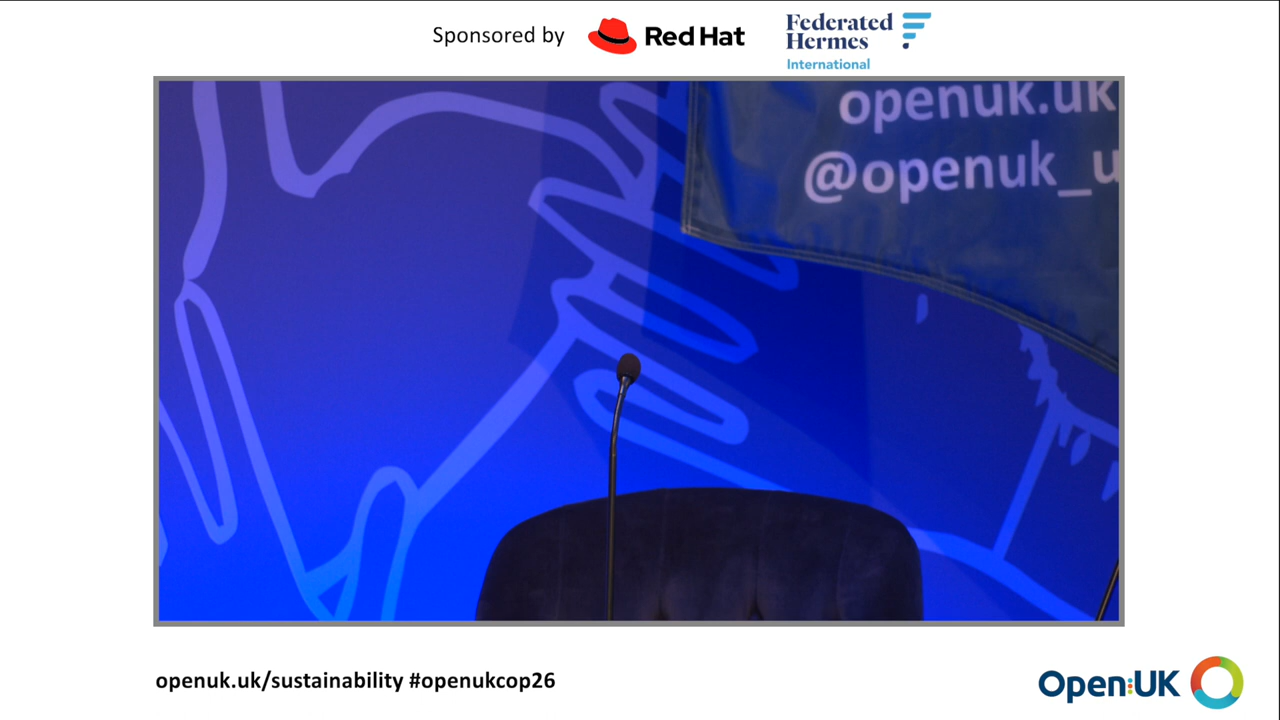 Sponsored by
Red Hat
Federated
Hermes
International
openuk.uk
@openuk_u
openuk.uk/sustainability #openukcop26
Open:UK